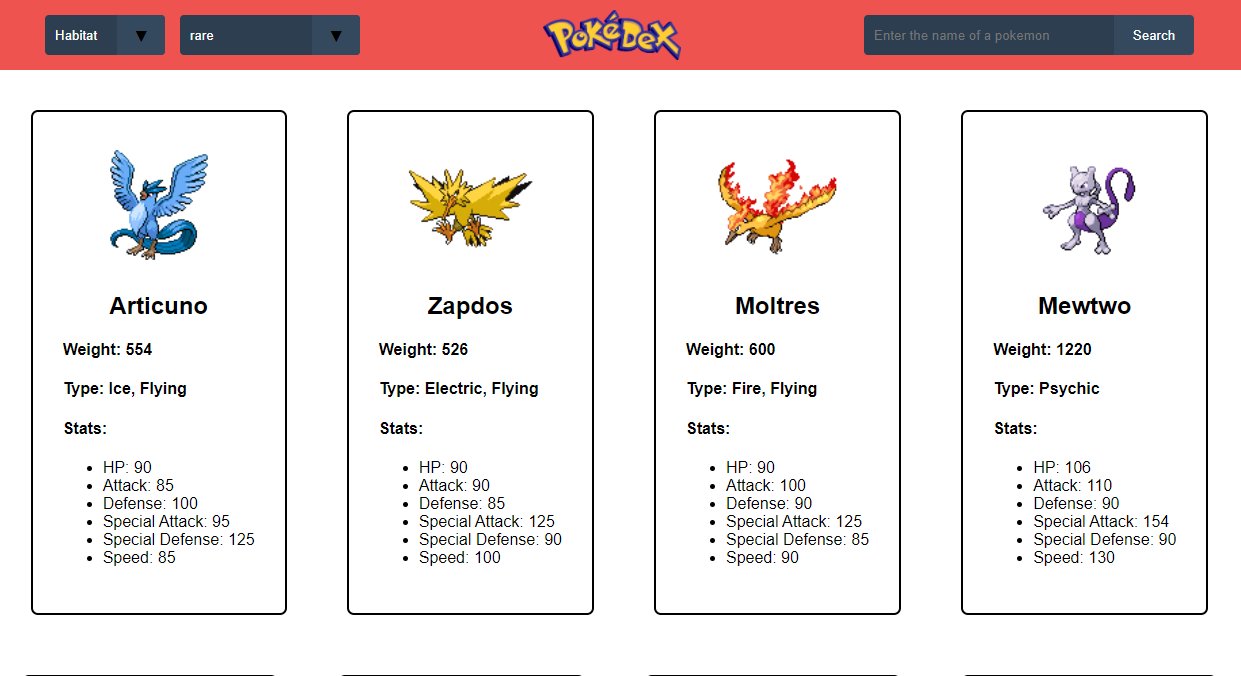 Habitat ▼ rare ▼ PokéDex Enter the name of a pokemon Search
Articuno
Weight: 554
Type: Ice, Flying
Stats:
• HP: 90
• Attack: 85
• Defense: 100
• Special Attack: 95
• Special Defense: 125
• Speed: 85
Zapdos
Weight: 526
Type: Electric, Flying
Stats:
• HP: 90
• Attack: 90
• Defense: 85
• Special Attack: 125
• Special Defense: 90
• Speed: 100
Moltres
Weight: 600
Type: Fire, Flying
Stats:
• HP: 90
• Attack: 100
• Defense: 90
• Special Attack: 125
• Special Defense: 85
• Speed: 90
Mewtwo
Weight: 1220
Type: Psychic
Stats:
• HP: 106
• Attack: 110
• Defense: 90
• Special Attack: 154
• Special Defense: 90
• Speed: 130